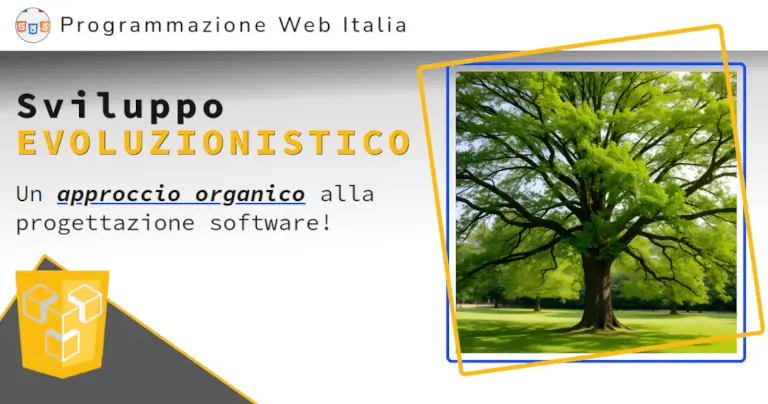 Programmazione Web Italia
Sviluppo
EVOLUZIONISTICO
Un approccio organico alla
progettazione software!